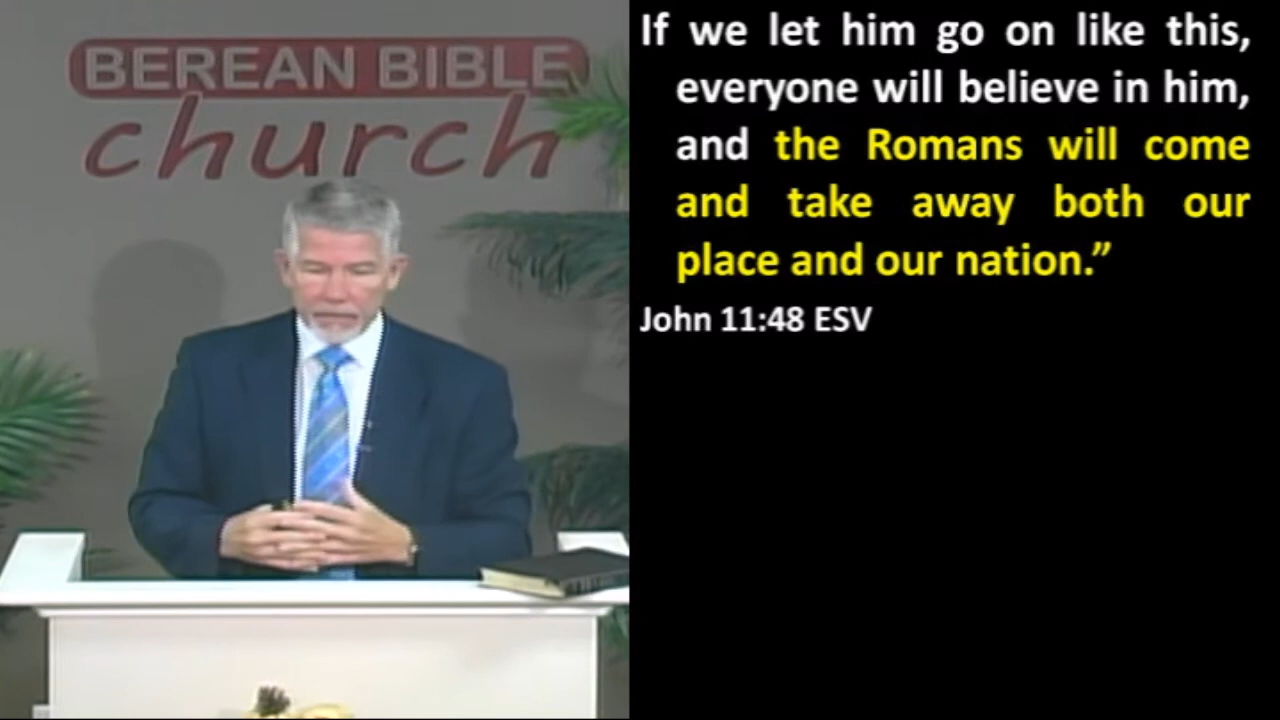 BEREAN BIBLE
church
If we let him go on like this,
everyone will believe in him,
and the Romans will come
and take away both our
place and our nation.”
John 11:48 ESV